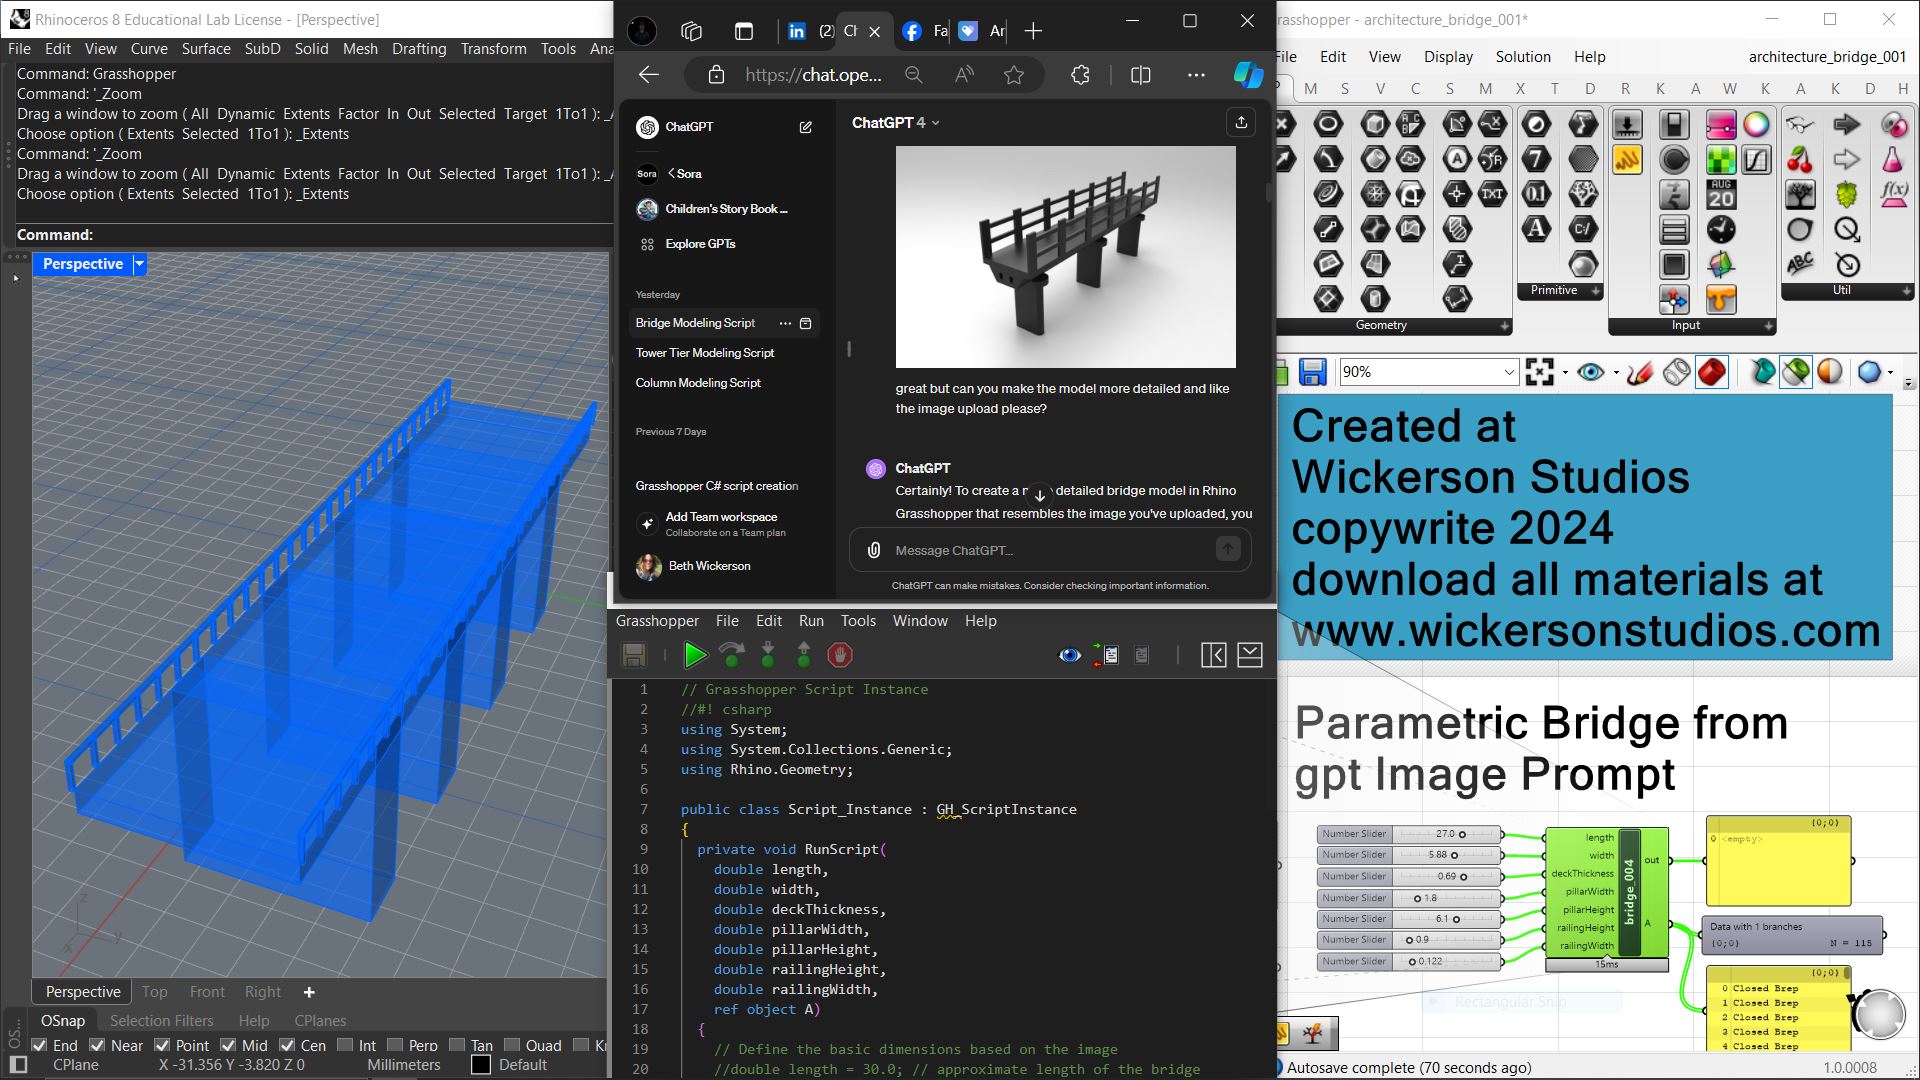 Rhinoceros 8 Educational Lab License - [Perspective]
File Edit View Curve Surface SubD Solid Mesh Drafting Transform Tools Ana
Command: Grasshopper
Command: '_Zoom
Drag a window to zoom ( All Dynamic Extents Factor In Out Selected Target 1To1 ): _A
Choose option ( Extents Selected 1To1 ): _Extents
Command: '_Zoom
Drag a window to zoom ( All Dynamic Extents Factor In Out Selected Target 1To1 ): _A
Choose option ( Extents Selected 1To1 ): _Extents
Command:
Perspective
z
x
y
Perspective Top Front Right
OS...
OSnap Selection Filters Help CPlanes
End Near Point Mid Cen Int Perp Tan Quad Kn
CPlane X -31.356 Y -3.820 Z 0 Millimeters Default
(2) Ch Fa Ar
https://chat.ope...
ChatGPT
Sora
<Sora
Children's Story Book ...
Explore GPTs
Yesterday
Bridge Modeling Script
Tower Tier Modeling Script
Column Modeling Script
Previous 7 Days
Grasshopper C# script creation
Add Team workspace
Collaborate on a Team plan
Beth Wickerson
ChatGPT 4
great but can you make the model more detailed and like
the image upload please?
ChatGPT
Certainly! To create a detailed bridge model in Rhino
Grasshopper that resembles the image you've uploaded, you
Message ChatGPT...
ChatGPT can make mistakes. Consider checking important information.
Grasshopper File Edit Run Tools Window Help
1 // Grasshopper Script Instance
2 //#! csharp
3 using System;
4 using System.Collections.Generic;
5 using Rhino.Geometry;
6
7 public class Script_Instance : GH_ScriptInstance
8 {
9 private void RunScript(
10 double length,
11 double width,
12 double deckThickness,
13 double pillarWidth,
14 double pillarHeight,
15 double railingHeight,
16 double railingWidth,
17 ref object A)
18 {
19 // Define the basic dimensions based on the image
20 //double length = 30.0; // approximate length of the bridge
rasshopper - architecture_bridge_001*
File Edit View Display Solution Help architecture_bridge_001
P M S V C S M X T D R K A W K A K D H
Geometry
Primitive
Input
Util
AUG
20
90%
Created at
Wickerson Studios
copywrite 2024
download all materials at
www.wickersonstudios.com
Parametric Bridge from
gpt Image Prompt
Number Slider 27.0
Number Slider 5.88
Number Slider 0.69
Number Slider 1.8
Number Slider 6.1
Number Slider 0.9
Number Slider 0.122
length
width
deckThickness
pillarWidth
pillarHeight
railingHeight
railingWidth
bridge_004
out
A
15ms
{0;0}
0 <empty>
Data with 1 branches
{0;0} N = 115
{0;0}
0 Closed Brep
1 Closed Brep
2 Closed Brep
3 Closed Brep
4 Closed Brep
Rectangular Snip
Autosave complete (70 seconds ago)
1.0.0008